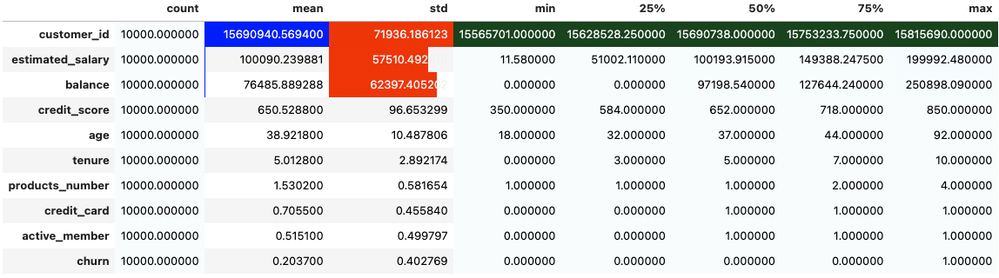 count mean std min 25% 50% 75% max
customer_id 10000.000000 15690940.569400 71936.186123 15565701.000000 15628528.250000 15690738.000000 15753233.750000 15815690.000000
estimated_salary 10000.000000 100090.239881 57510.492 11.580000 51002.110000 100193.915000 149388.247500 199992.480000
balance 10000.000000 76485.889288 62397.405202 0.000000 0.000000 97198.540000 127644.240000 250898.090000
credit_score 10000.000000 650.528800 96.653299 350.000000 584.000000 652.000000 718.000000 850.000000
age 10000.000000 38.921800 10.487806 18.000000 32.000000 37.000000 44.000000 92.000000
tenure 10000.000000 5.012800 2.892174 0.000000 3.000000 5.000000 7.000000 10.000000
products_number 10000.000000 1.530200 0.581654 1.000000 1.000000 1.000000 2.000000 4.000000
credit_card 10000.000000 0.705500 0.455840 0.000000 0.000000 1.000000 1.000000 1.000000
active_member 10000.000000 0.515100 0.499797 0.000000 0.000000 1.000000 1.000000 1.000000
churn 10000.000000 0.203700 0.402769 0.000000 0.000000 0.000000 0.000000 1.000000